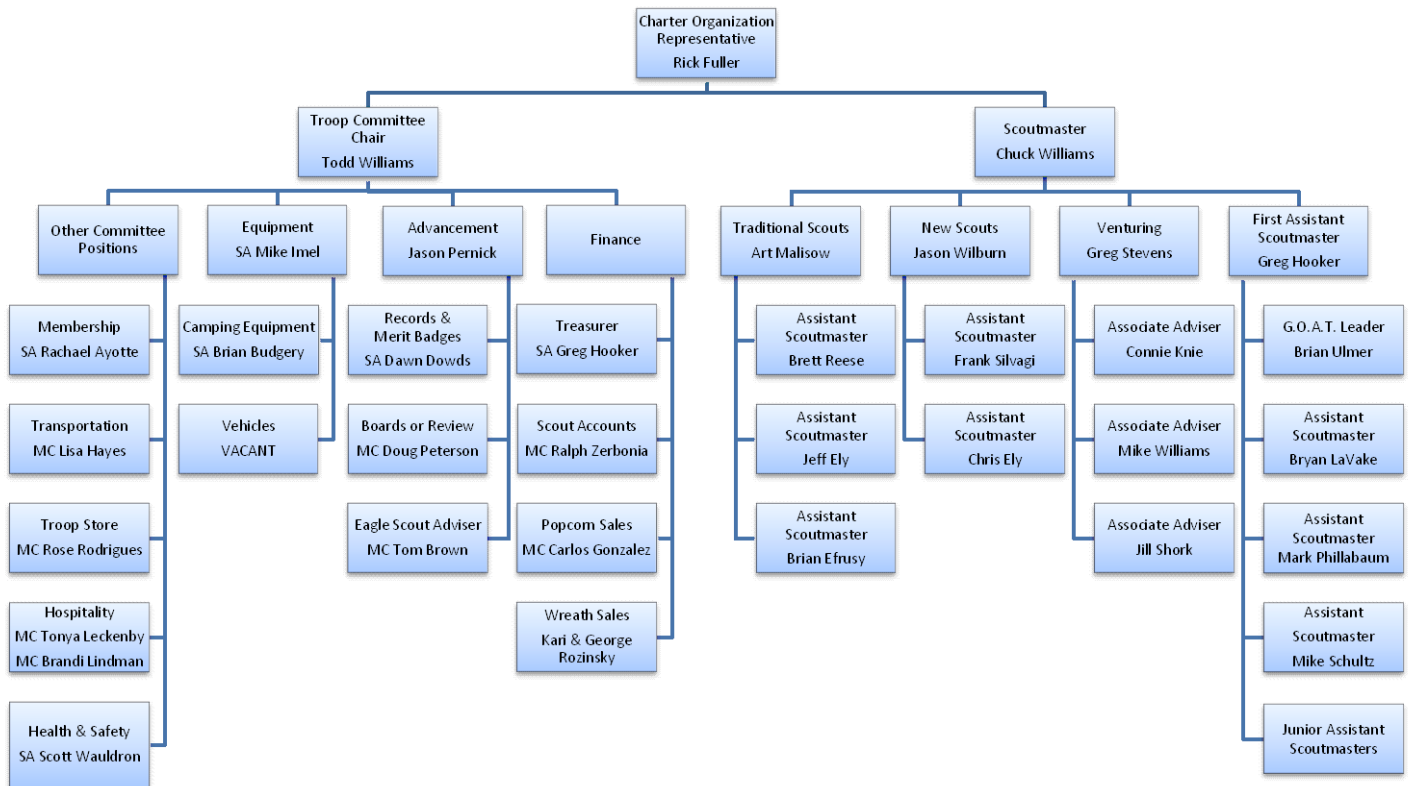 Charter Organization
Representative
Rick Fuller
Troop Committee
Chair
Todd Williams
Scoutmaster
Chuck Williams
Other Committee
Positions
Equipment
SA Mike Imel
Advancement
Jason Pernick
Finance
Traditional Scouts
Art Malisow
New Scouts
Jason Wilburn
Venturing
Greg Stevens
First Assistant
Scoutmaster
Greg Hooker
Membership
SA Rachael Ayotte
Transportation
MC Lisa Hayes
Troop Store
MC Rose Rodrigues
Hospitality
MC Tonya Leckenby
MC Brandi Lindman
Health & Safety
SA Scott Wauldron
Camping Equipment
SA Brian Budgery
Vehicles
VACANT
Records &
Merit Badges
SA Dawn Dowds
Boards or Review
MC Doug Peterson
Eagle Scout Adviser
MC Tom Brown
Treasurer
SA Greg Hooker
Scout Accounts
MC Ralph Zerbonia
Popcorn Sales
MC Carlos Gonzalez
Wreath Sales
Kari & George
Rozinsky
Assistant
Scoutmaster
Brett Reese
Assistant
Scoutmaster
Jeff Ely
Assistant
Scoutmaster
Brian Efrusy
Assistant
Scoutmaster
Frank Silvagi
Assistant
Scoutmaster
Chris Ely
Associate Adviser
Connie Knie
Associate Adviser
Mike Williams
Associate Adviser
Jill Shork
G.O.A.T. Leader
Brian Ulmer
Assistant
Scoutmaster
Bryan LaVake
Assistant
Scoutmaster
Mark Phillabaum
Assistant
Scoutmaster
Mike Schultz
Junior Assistant
Scoutmasters